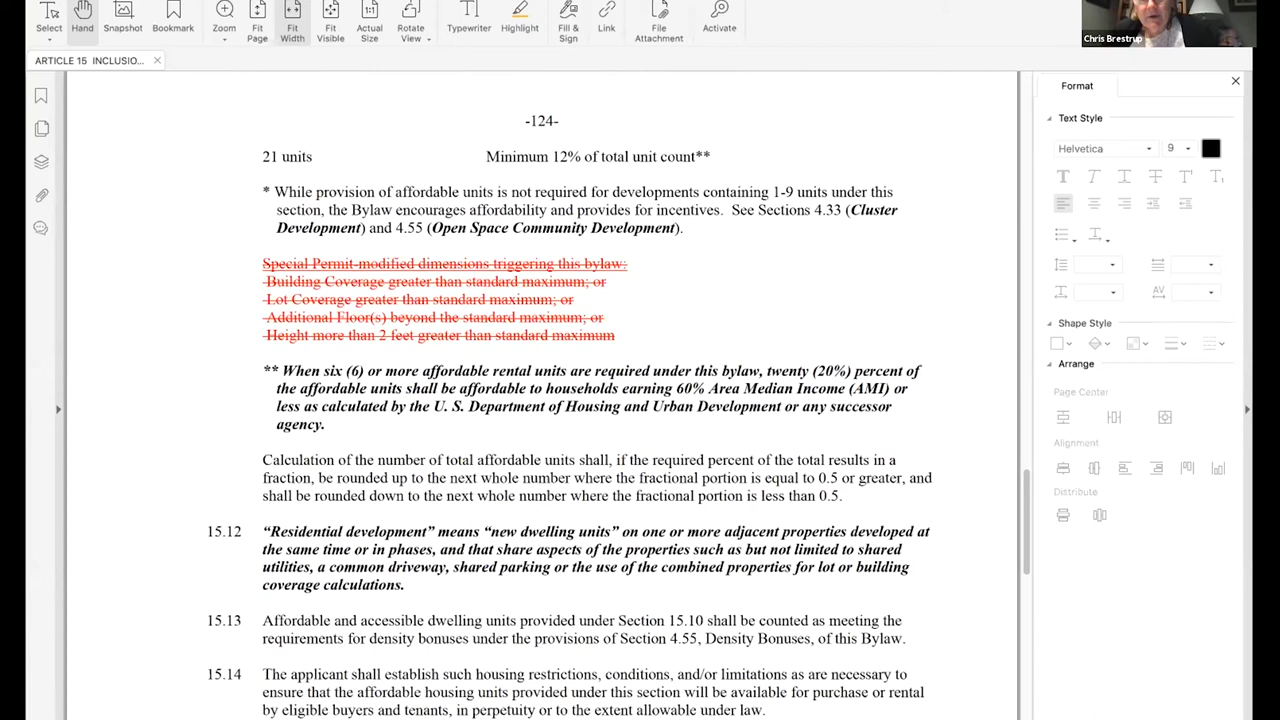 Select
Hand
Snapshot
Bookmark
Zoom
Fit Page
Fit Width
Fit Visible
Actual Size
Rotate View
Typewriter
Highlight
Fill & Sign
Link
File Attachment
Activate
Chris Brestrup
ARTICLE 15 INCLUSIO...
-124-
21 units Minimum 12% of total unit count**
* While provision of affordable units is not required for developments containing 1-9 units under this
section, the Bylaw encourages affordability and provides for incentives. See Sections 4.33 (Cluster
Development) and 4.55 (Open Space Community Development).
Special Permit-modified dimensions triggering this bylaw:
Building Coverage greater than standard maximum; or
Lot Coverage greater than standard maximum; or
Additional Floor(s) beyond the standard maximum; or
Height more than 2 feet greater than standard maximum
** When six (6) or more affordable rental units are required under this bylaw, twenty (20%) percent of
the affordable units shall be affordable to households earning 60% Area Median Income (AMI) or
less as calculated by the U. S. Department of Housing and Urban Development or any successor
agency.
Calculation of the number of total affordable units shall, if the required percent of the total results in a
fraction, be rounded up to the next whole number where the fractional portion is equal to 0.5 or greater, and
shall be rounded down to the next whole number where the fractional portion is less than 0.5.
15.12 “Residential development” means “new dwelling units” on one or more adjacent properties developed at
the same time or in phases, and that share aspects of the properties such as but not limited to shared
utilities, a common driveway, shared parking or the use of the combined properties for lot or building
coverage calculations.
15.13 Affordable and accessible dwelling units provided under Section 15.10 shall be counted as meeting the
requirements for density bonuses under the provisions of Section 4.55, Density Bonuses, of this Bylaw.
15.14 The applicant shall establish such housing restrictions, conditions, and/or limitations as are necessary to
ensure that the affordable housing units provided under this section will be available for purchase or rental
by eligible buyers and tenants, in perpetuity or to the extent allowable under law.
Format
Text Style
Helvetica 9
Shape Style
Arrange
Page Center
Alignment
Distribute